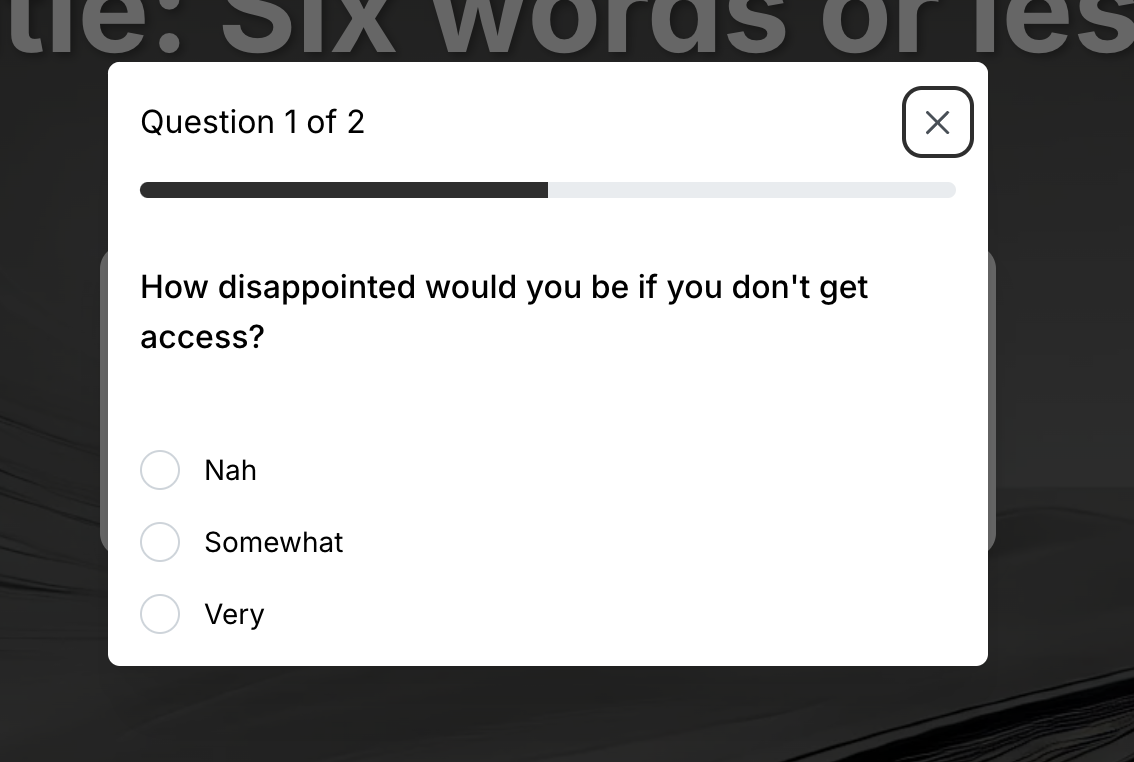 tle: Six words or les
Question 1 of 2
How disappointed would you be if you don't get
access?
Nah
Somewhat
Very